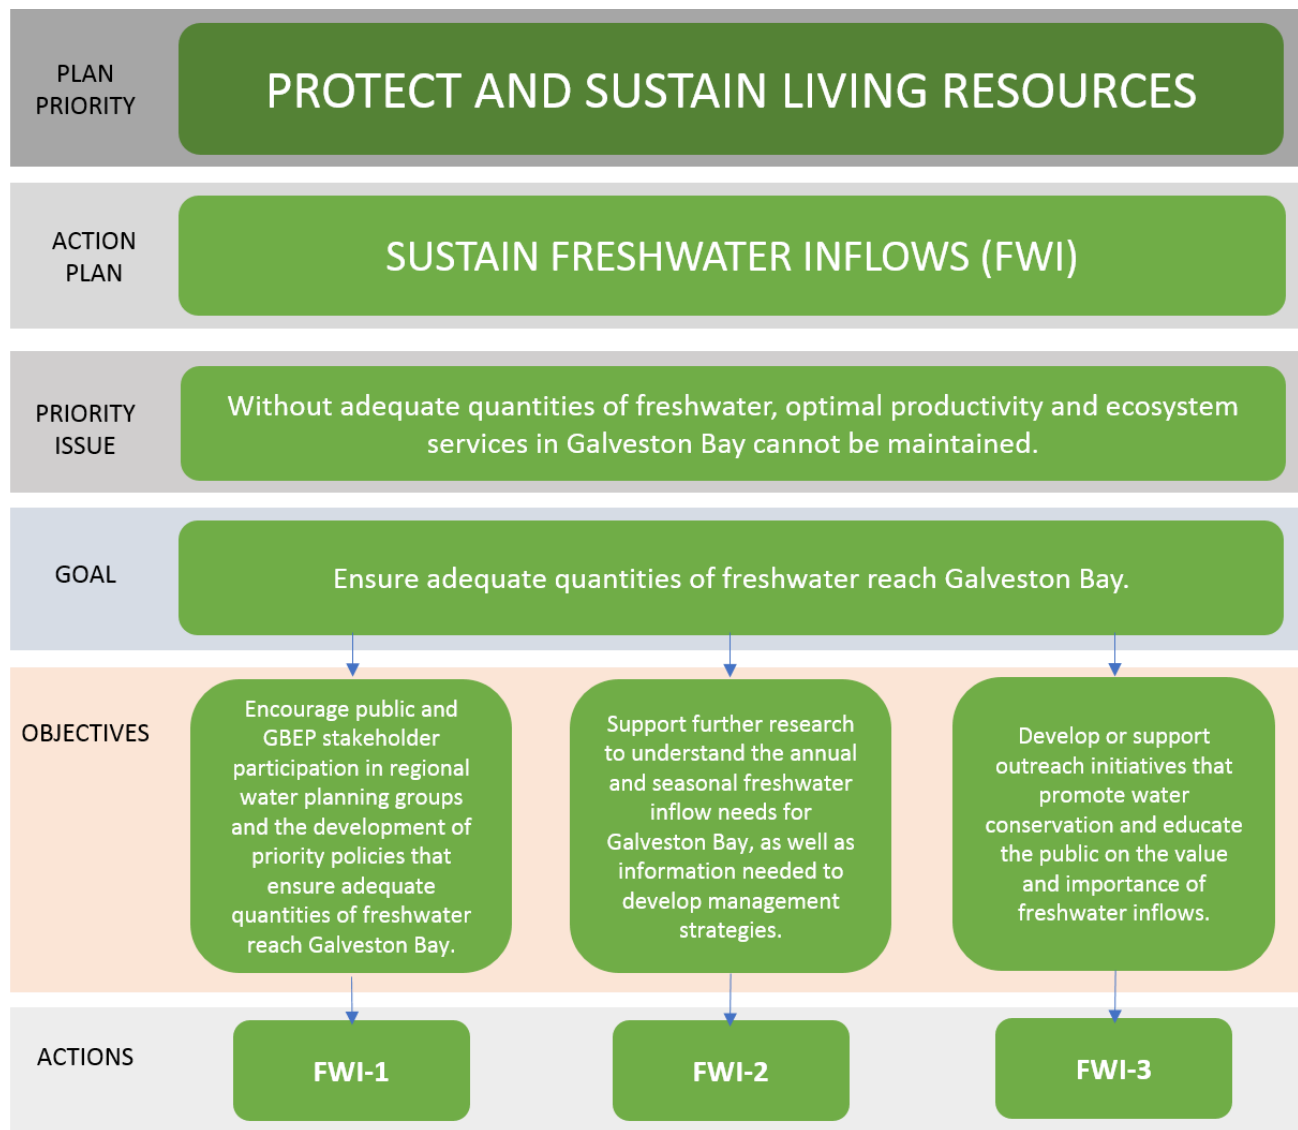 PLAN
PRIORITY
PROTECT AND SUSTAIN LIVING RESOURCES
ACTION
PLAN
SUSTAIN FRESHWATER INFLOWS (FWI)
PRIORITY
ISSUE
Without adequate quantities of freshwater, optimal productivity and ecosystem
services in Galveston Bay cannot be maintained.
GOAL
Ensure adequate quantities of freshwater reach Galveston Bay.
OBJECTIVES
Encourage public and
GBEP stakeholder
participation in regional
water planning groups
and the development of
priority policies that
ensure adequate
quantities of freshwater
reach Galveston Bay.
Support further research
to understand the annual
and seasonal freshwater
inflow needs for
Galveston Bay, as well as
information needed to
develop management
strategies.
Develop or support
outreach initiatives that
promote water
conservation and educate
the public on the value
and importance of
freshwater inflows.
ACTIONS
FWI-1
FWI-2
FWI-3